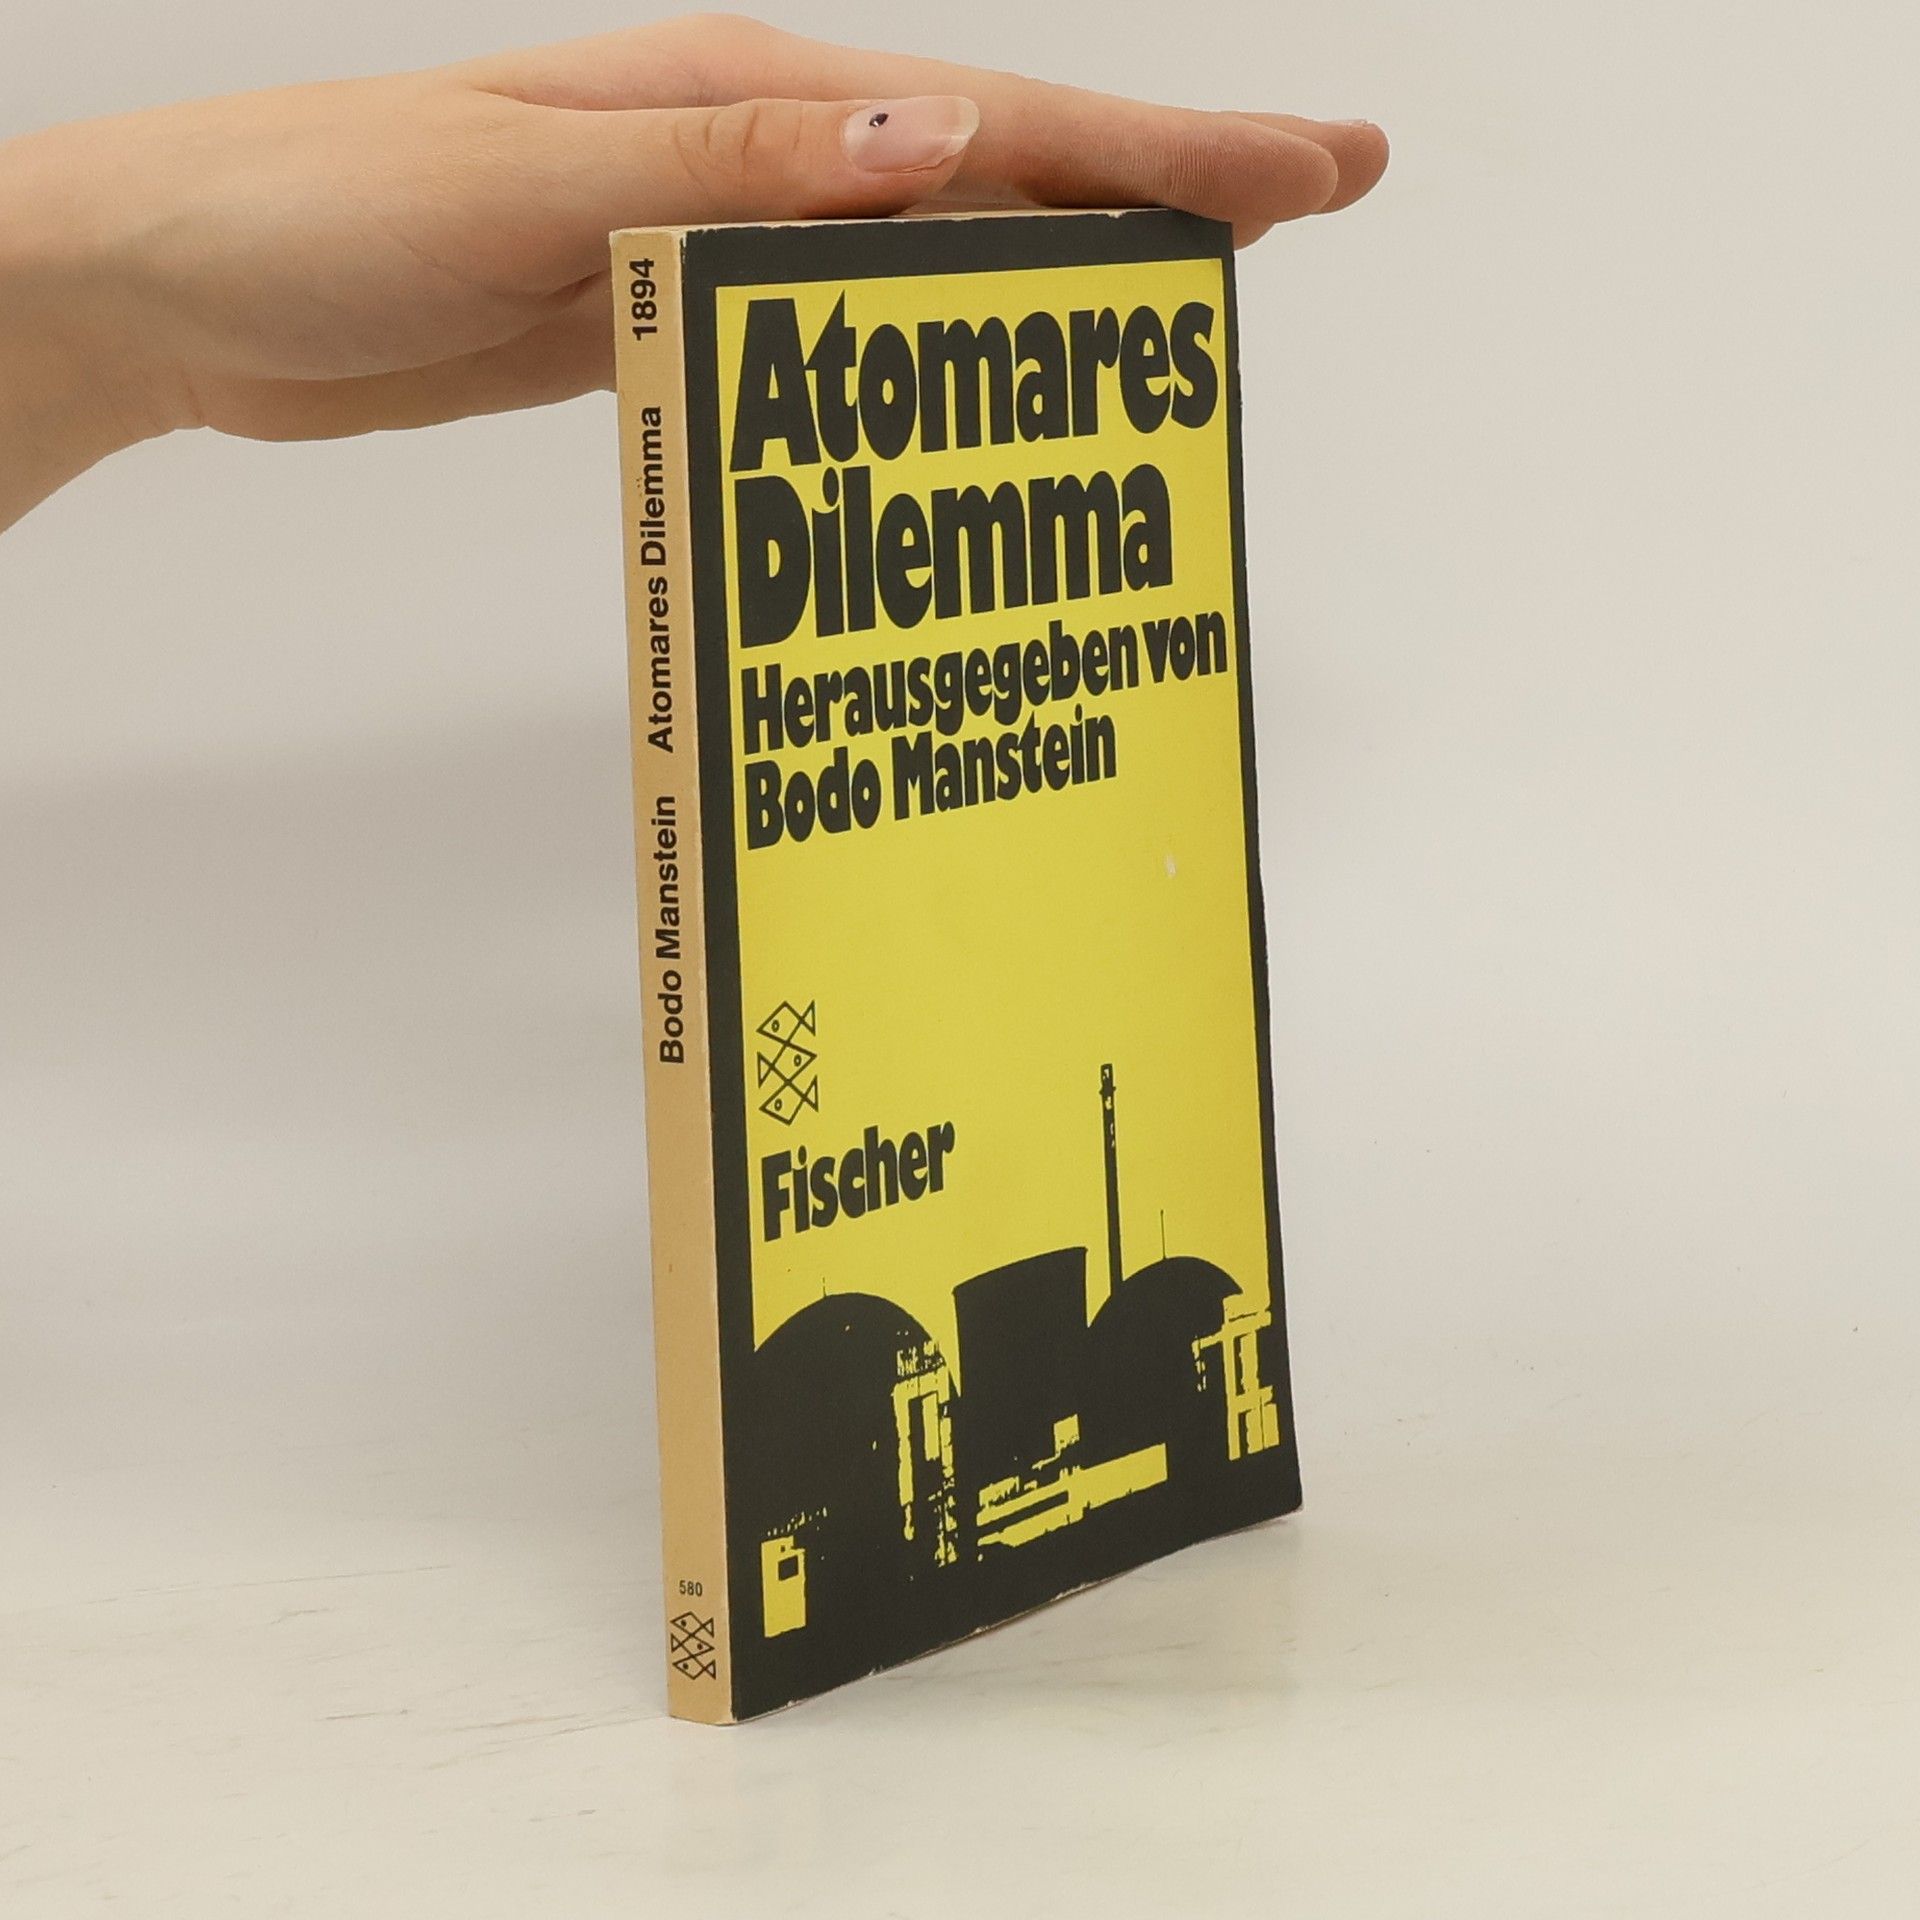 Atomares
Dilemma
Herausgegeben von
Bodo Manstein
Fischer
Bodo Manstein Atomares Dilemma 1894
580